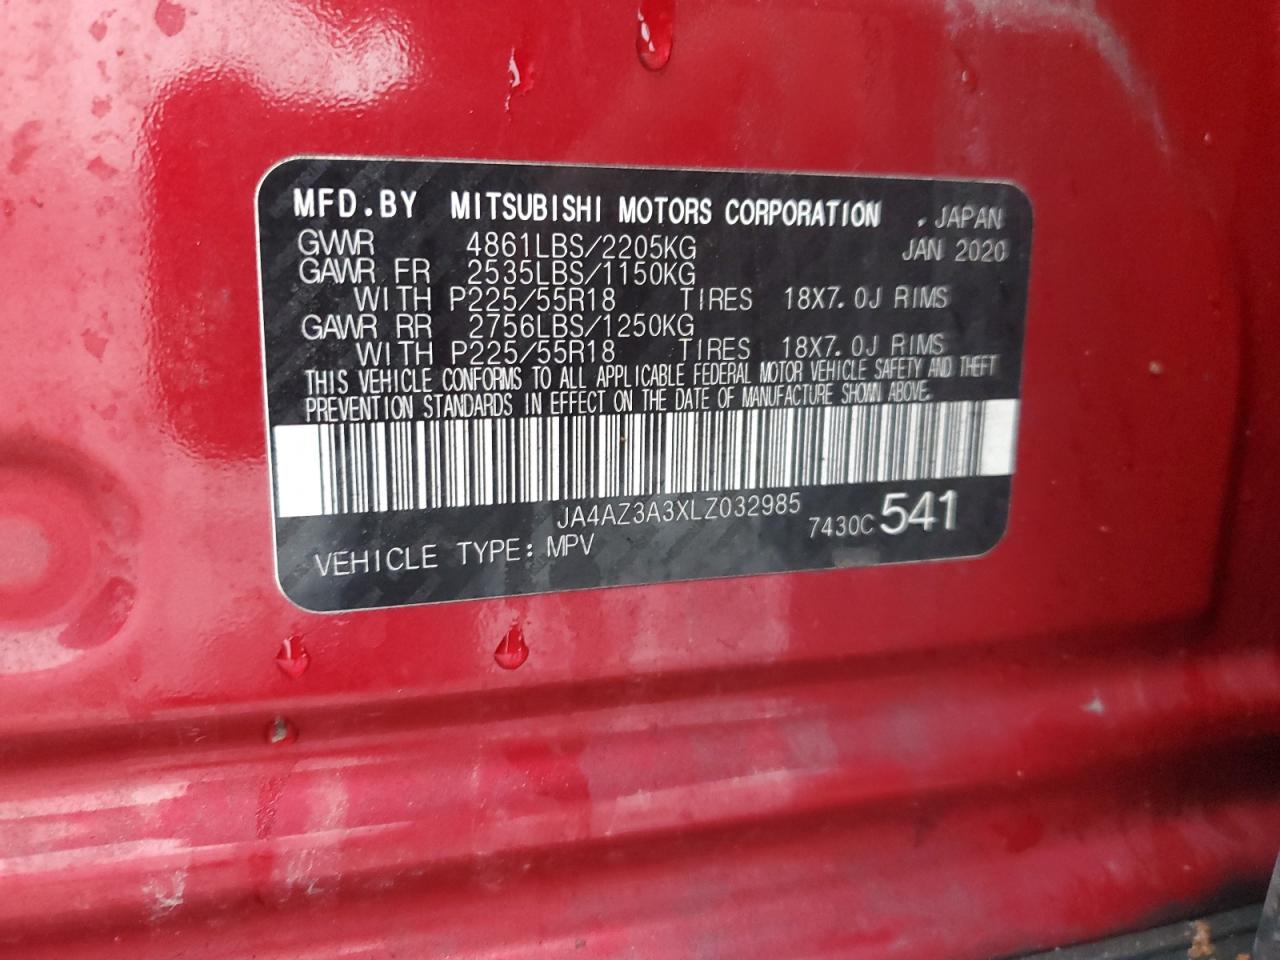 MFD.BY MITSUBISHI MOTORS CORPORATION , JAPAN
GVWR 4861LBS/2205KG JAN 2020
GAWR FR 2535LBS/1150KG
WITH P225/55R18 TIRES 18X7.0J RIMS
GAWR RR 2756LBS/1250KG
WITH P225/55R18 TIRES 18X7.0J RIMS
THIS VEHICLE CONFORMS TO ALL APPLICABLE FEDERAL MOTOR VEHICLE SAFETY AND THEFT
PREVENTION STANDARDS IN EFFECT ON THE DATE OF MANUFACTURE SHOWN ABOVE.
JA4AZ3A3XLZ032985
7430C 541
VEHICLE TYPE: MPV